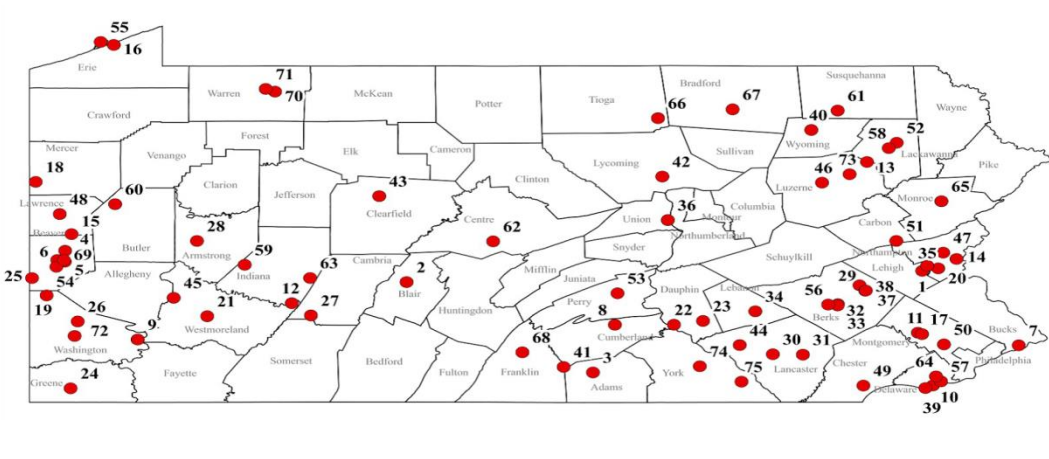 55
16
Erie
71
Warren
70
McKean
Crawford
Potter
Tioga
66
Bradford
67
Susquehanna
61
Wayne
40
Wyoming
58
52
Lackawanna
Mercer
18
Venango
Forest
Elk
Cameron
Lycoming
42
Sullivan
46
73
13
Luzerne
Pike
Clarion
Jefferson
43
Clearfield
Clinton
Lawrence
48
60
65
Monroe
Centre
62
Union
36
Montour
Columbia
Carbon
51
Beaver
15
4
6
69
5
Butler
28
Armstrong
59
Indiana
Northumberland
Snyder
Northampton
47
35
14
Lehigh
20
1
Schuylkill
25
54
Allegheny
63
Cambria
2
Blair
Mifflin
Juniata
53
Perry
Dauphin
Lebanon
29
38
37
19
26
45
21
12
27
Huntingdon
8
Cumberland
22
23
34
56
32
33
Berks
72
Washington
9
Westmoreland
44
30
31
Lancaster
11
17
50
Montgomery
Bucks
7
Philadelphia
Greene
24
Fayette
Somerset
Bedford
Fulton
68
Franklin
41
3
Adams
74
York
75
Chester
49
64
57
Delaware
10
39